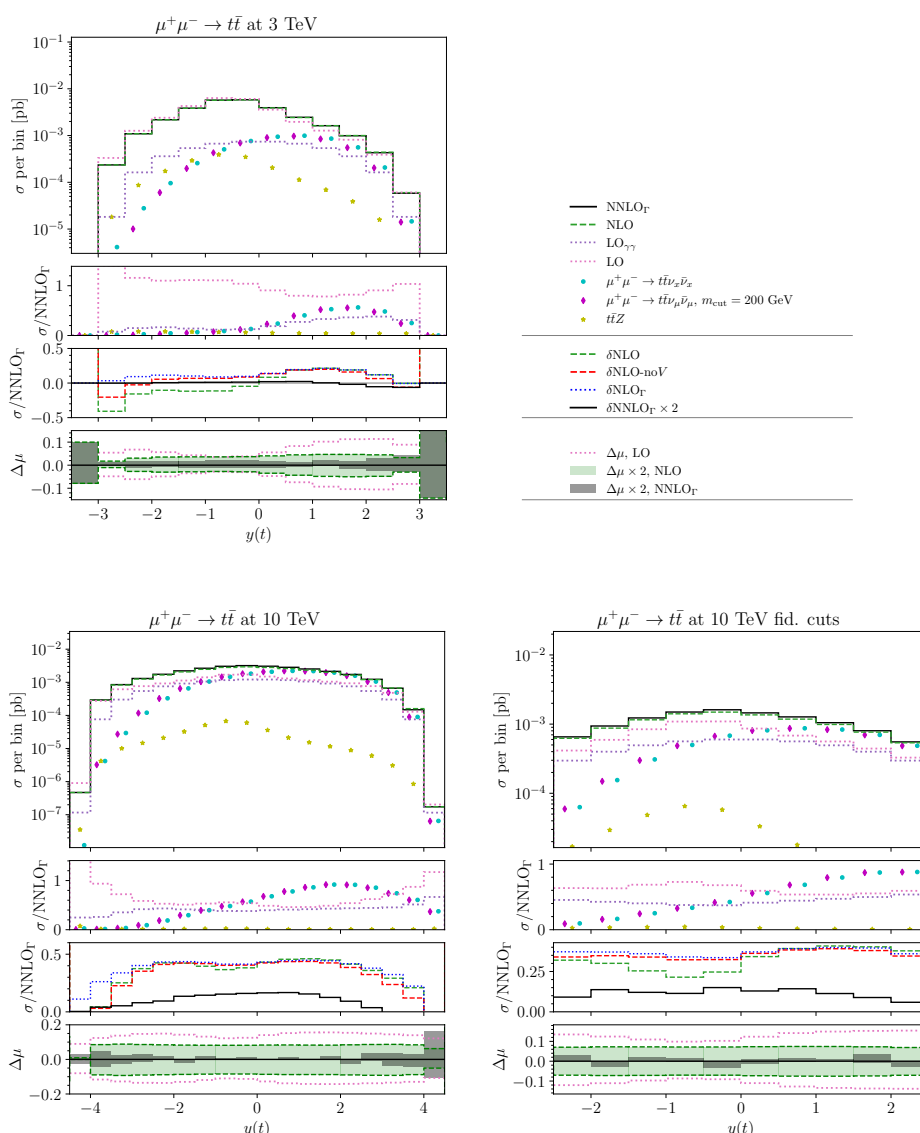 μ⁺μ⁻ → tt̄ at 3 TeV
10⁻¹
10⁻²
10⁻³
10⁻⁴
10⁻⁵
σ per bin [pb]
1
0
σ/NNLO_Γ
0.5
0.0
−0.5
σ/NNLO_Γ
0.1
0.0
−0.1
Δμ
−3 −2 −1 0 1 2 3
y(t)
NNLO_Γ
NLO
LO_γγ
LO
μ⁺μ⁻ → tt̄ν_xν̄_x
μ⁺μ⁻ → tt̄ν_μν̄_μ, m_cut = 200 GeV
tt̄Z
δNLO
δNLO-noV
δNLO_Γ
δNNLO_Γ × 2
Δμ, LO
Δμ × 2, NLO
Δμ × 2, NNLO_Γ
μ⁺μ⁻ → tt̄ at 10 TeV
10⁻²
10⁻³
10⁻⁴
10⁻⁵
10⁻⁶
10⁻⁷
σ per bin [pb]
1
0
σ/NNLO_Γ
0.5
0.0
σ/NNLO_Γ
0.2
0.0
−0.2
Δμ
−4 −2 0 2 4
y(t)
μ⁺μ⁻ → tt̄ at 10 TeV fid. cuts
10⁻³
10⁻⁴
σ per bin [pb]
1
0
σ/NNLO_Γ
0.25
0.00
σ/NNLO_Γ
0.1
0.0
−0.1
Δμ
−2 −1 0 1 2
y(t)